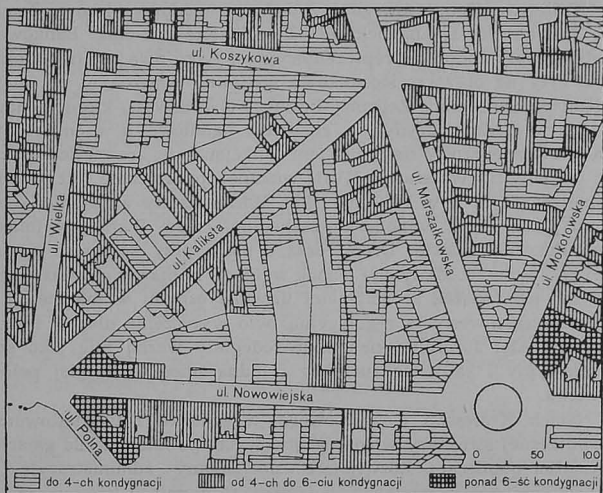 ul. Koszykowa
ul. Wielka
ul. Kaliksta
ul. Marszałkowska
ul. Mokotowska
ul. Nowowiejska
ul. Polna
0 50 100
do 4-ch kondygnacji
od 4-ch do 6-ciu kondygnacji
ponad 6-ść kondygnacji